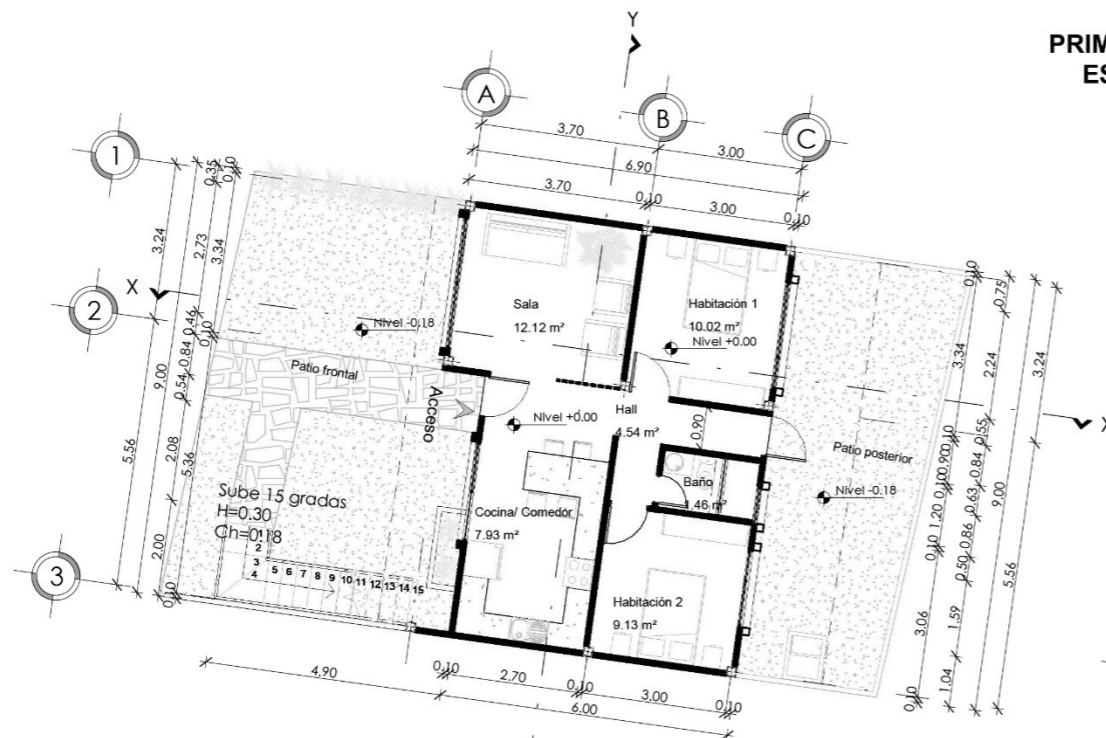 PRIM
ES
Y
A
B
C
1
2
3
3.70
3.00
6.90
3.70
0.10
3.00
0.10
X
X
3.24
9.00
5.56
2.73
0.46
0.84
0.54
2.08
2.00
0.35
0.10
3.34
0.10
5.36
0.10
Sala
12.12 m²
Habitación 1
10.02 m²
Nivel +0.00
Nivel -0.18
Patio frontal
Acceso
Nivel +0.00
Hall
4.54 m²
0.90
Baño
1.46 m²
Patio posterior
Nivel -0.18
Cocina/ Comedor
7.93 m²
Habitación 2
9.13 m²
Sube 15 gradas
H=0.30
Ch=0.18
1
2
3
4
5
6
7
8
9
10
11
12
13
14
15
4.90
0.10
2.70
0.10
3.00
0.10
6.00
0.10
3.34
0.10
0.90
0.10
1.20
0.10
3.06
0.10
0.75
2.24
0.55
0.84
0.63
0.86
0.50
1.59
1.04
3.24
9.00
5.56